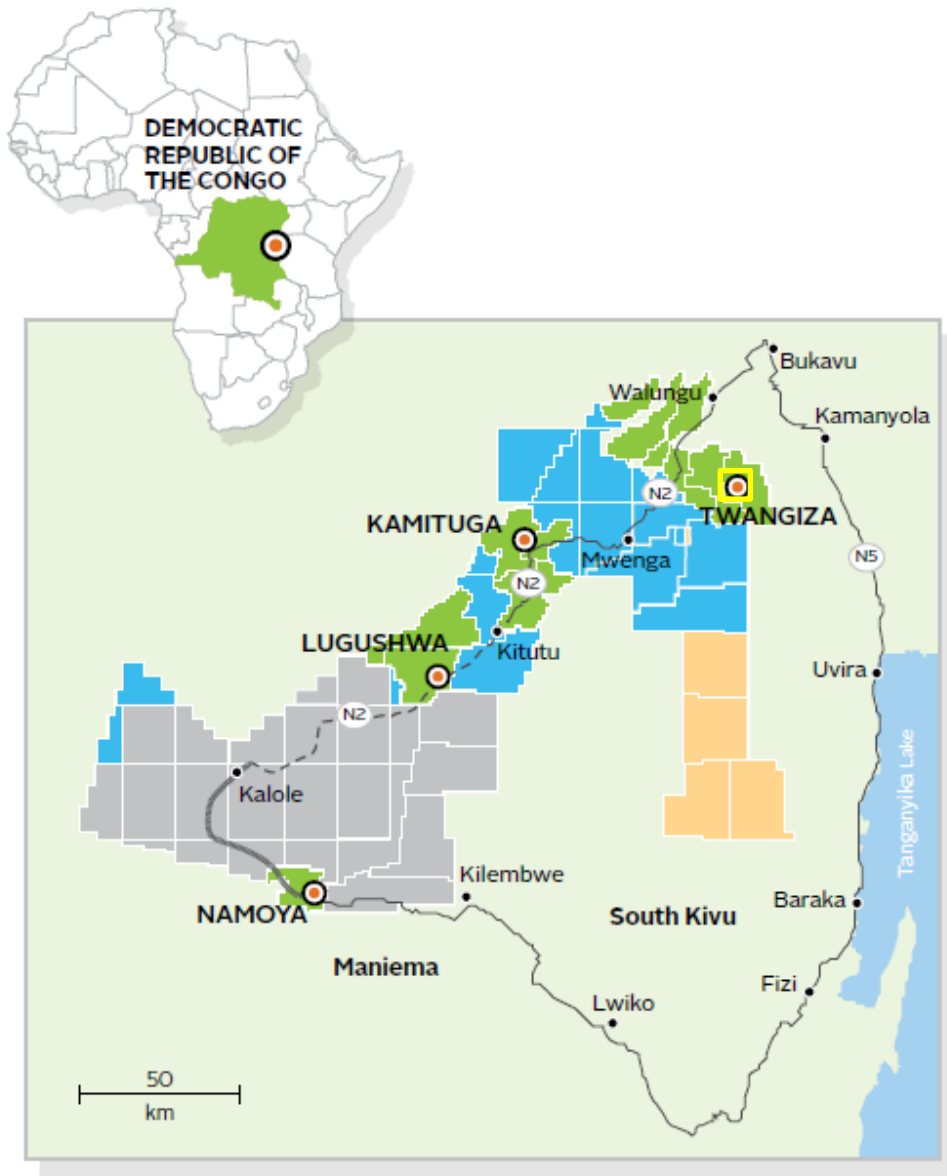 DEMOCRATIC
REPUBLIC OF
THE CONGO
Bukavu
Walungu
Kamanyola
N2
TWANGIZA
KAMITUGA
Mwenga
N5
N2
LUGUSHWA
Kitutu
Uvira
N2
Tanganyika Lake
Kalole
Kilembwe
Baraka
NAMOYA
South Kivu
Maniema
Fizi
Lwiko
50
km